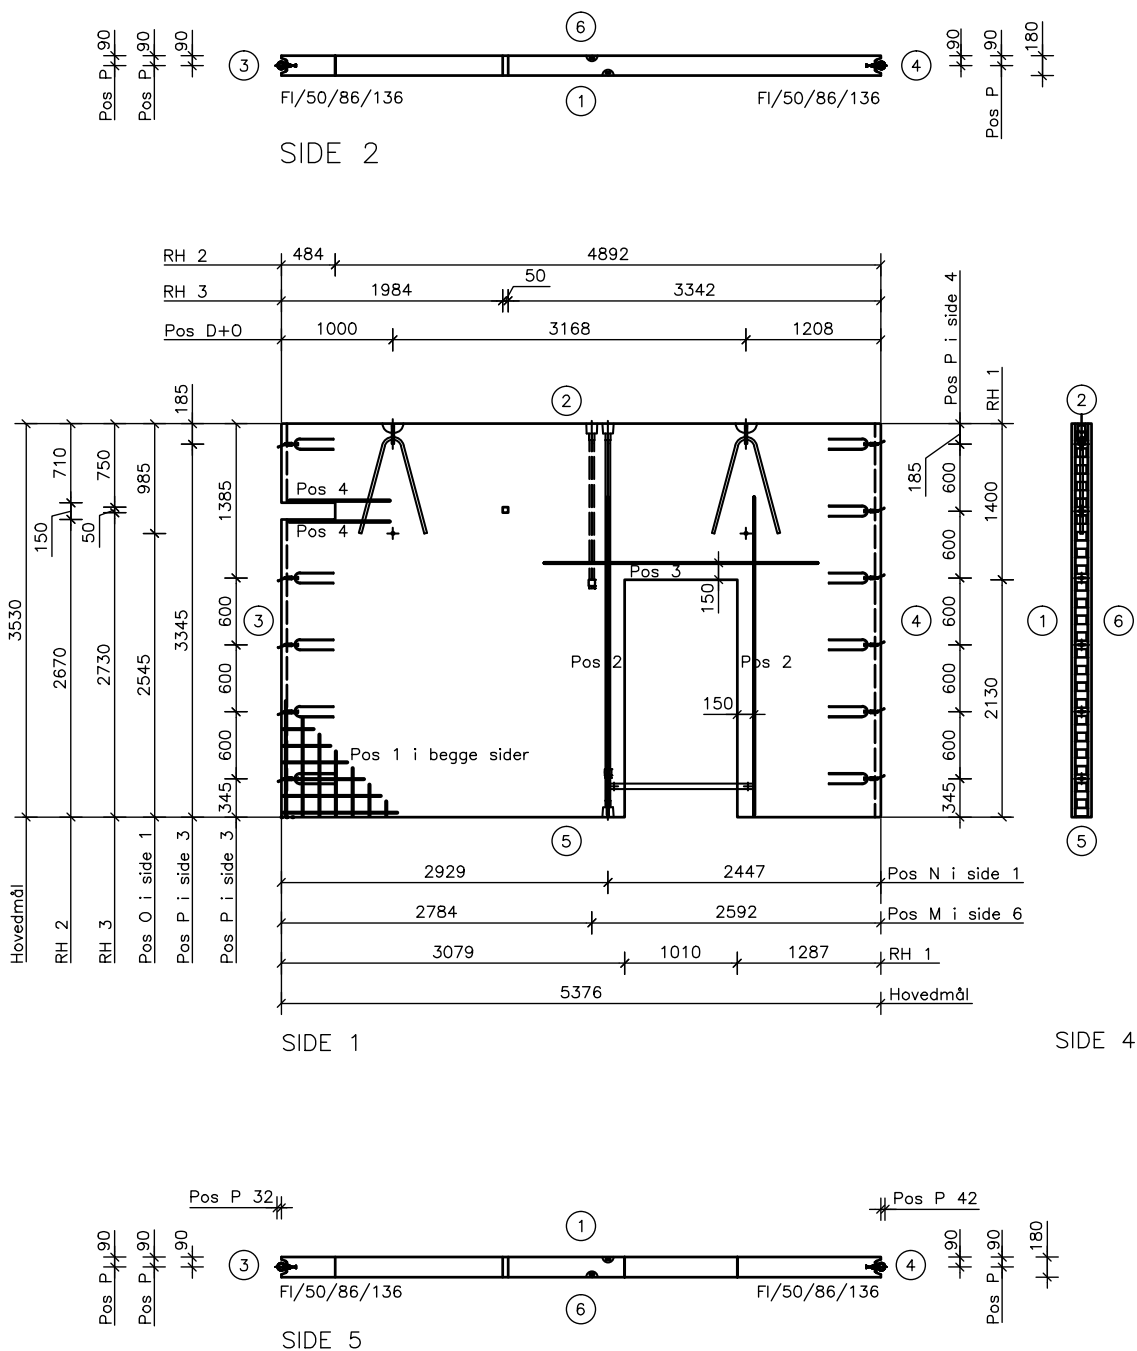 90 90 90 6 90 90 180
Pos P Pos P 3 4 Pos P
FI/50/86/136 1 FI/50/86/136
SIDE 2
RH 2 484 4892
RH 3 1984 50 3342
Pos D+O 1000 3168 1208
Pos P i side 4
RH 1
185
2
2
710 750 985 1385
Pos 4
185 600 1400
150 50
Pos 4
600
Pos 3
150
3530 3345 3 600 4 600 1 6
2670 2730 2545
Pos 2 Pos 2
600 600 2130
150
Pos 1 i begge sider
600 600
345 345
5 5
Hovedmål
RH 2
RH 3
Pos O i side 1
Pos P i side 3
Pos P i side 3
2929 2447 Pos N i side 1
2784 2592 Pos M i side 6
3079 1010 1287 RH 1
5376 Hovedmål
SIDE 1
SIDE 4
Pos P 32 Pos P 42
90 90 90 1 90 90 180
3 4
Pos P Pos P Pos P
FI/50/86/136 6 FI/50/86/136
SIDE 5